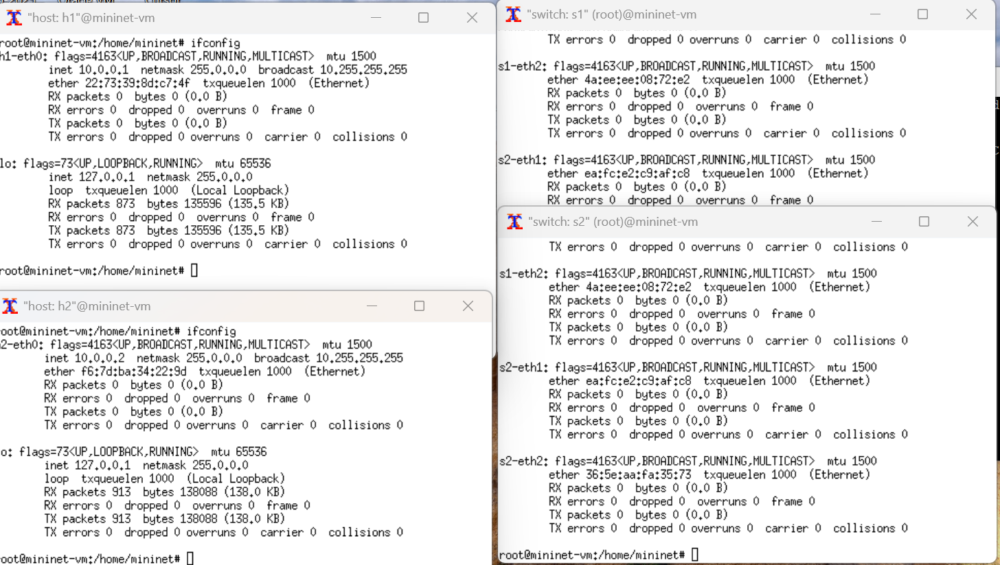 "host: h1"@mininet-vm
root@mininet-vm:/home/mininet# ifconfig
h1-eth0: flags=4163<UP,BROADCAST,RUNNING,MULTICAST>  mtu 1500
        inet 10.0.0.1  netmask 255.0.0.0  broadcast 10.255.255.255
        ether 22:73:39:8d:c7:4f  txqueuelen 1000  (Ethernet)
        RX packets 0  bytes 0 (0.0 B)
        RX errors 0  dropped 0  overruns 0  frame 0
        TX packets 0  bytes 0 (0.0 B)
        TX errors 0  dropped 0 overruns 0  carrier 0  collisions 0
lo: flags=73<UP,LOOPBACK,RUNNING>  mtu 65536
        inet 127.0.0.1  netmask 255.0.0.0
        loop  txqueuelen 1000  (Local Loopback)
        RX packets 873  bytes 135596 (135.5 KB)
        RX errors 0  dropped 0  overruns 0  frame 0
        TX packets 873  bytes 135596 (135.5 KB)
        TX errors 0  dropped 0 overruns 0  carrier 0  collisions 0
root@mininet-vm:/home/mininet#
"host: h2"@mininet-vm
root@mininet-vm:/home/mininet# ifconfig
h2-eth0: flags=4163<UP,BROADCAST,RUNNING,MULTICAST>  mtu 1500
        inet 10.0.0.2  netmask 255.0.0.0  broadcast 10.255.255.255
        ether f6:7d:ba:34:22:9d  txqueuelen 1000  (Ethernet)
        RX packets 0  bytes 0 (0.0 B)
        RX errors 0  dropped 0  overruns 0  frame 0
        TX packets 0  bytes 0 (0.0 B)
        TX errors 0  dropped 0 overruns 0  carrier 0  collisions 0
lo: flags=73<UP,LOOPBACK,RUNNING>  mtu 65536
        inet 127.0.0.1  netmask 255.0.0.0
        loop  txqueuelen 1000  (Local Loopback)
        RX packets 913  bytes 138088 (138.0 KB)
        RX errors 0  dropped 0  overruns 0  frame 0
        TX packets 913  bytes 138088 (138.0 KB)
        TX errors 0  dropped 0 overruns 0  carrier 0  collisions 0
root@mininet-vm:/home/mininet#
"switch: s1" (root)@mininet-vm
        TX errors 0  dropped 0 overruns 0  carrier 0  collisions 0
s1-eth2: flags=4163<UP,BROADCAST,RUNNING,MULTICAST>  mtu 1500
        ether 4a:ee:ee:08:72:e2  txqueuelen 1000  (Ethernet)
        RX packets 0  bytes 0 (0.0 B)
        RX errors 0  dropped 0  overruns 0  frame 0
        TX packets 0  bytes 0 (0.0 B)
        TX errors 0  dropped 0 overruns 0  carrier 0  collisions 0
s2-eth1: flags=4163<UP,BROADCAST,RUNNING,MULTICAST>  mtu 1500
        ether ea:fc:e2:c9:af:c8  txqueuelen 1000  (Ethernet)
        RX packets 0  bytes 0 (0.0 B)
        RX errors 0  dropped 0  overruns 0  frame 0
"switch: s2" (root)@mininet-vm
        TX errors 0  dropped 0 overruns 0  carrier 0  collisions 0
s1-eth2: flags=4163<UP,BROADCAST,RUNNING,MULTICAST>  mtu 1500
        ether 4a:ee:ee:08:72:e2  txqueuelen 1000  (Ethernet)
        RX packets 0  bytes 0 (0.0 B)
        RX errors 0  dropped 0  overruns 0  frame 0
        TX packets 0  bytes 0 (0.0 B)
        TX errors 0  dropped 0 overruns 0  carrier 0  collisions 0
s2-eth1: flags=4163<UP,BROADCAST,RUNNING,MULTICAST>  mtu 1500
        ether ea:fc:e2:c9:af:c8  txqueuelen 1000  (Ethernet)
        RX packets 0  bytes 0 (0.0 B)
        RX errors 0  dropped 0  overruns 0  frame 0
        TX packets 0  bytes 0 (0.0 B)
        TX errors 0  dropped 0 overruns 0  carrier 0  collisions 0
s2-eth2: flags=4163<UP,BROADCAST,RUNNING,MULTICAST>  mtu 1500
        ether 36:5e:aa:fa:35:73  txqueuelen 1000  (Ethernet)
        RX packets 0  bytes 0 (0.0 B)
        RX errors 0  dropped 0  overruns 0  frame 0
        TX packets 0  bytes 0 (0.0 B)
        TX errors 0  dropped 0 overruns 0  carrier 0  collisions 0
root@mininet-vm:/home/mininet#